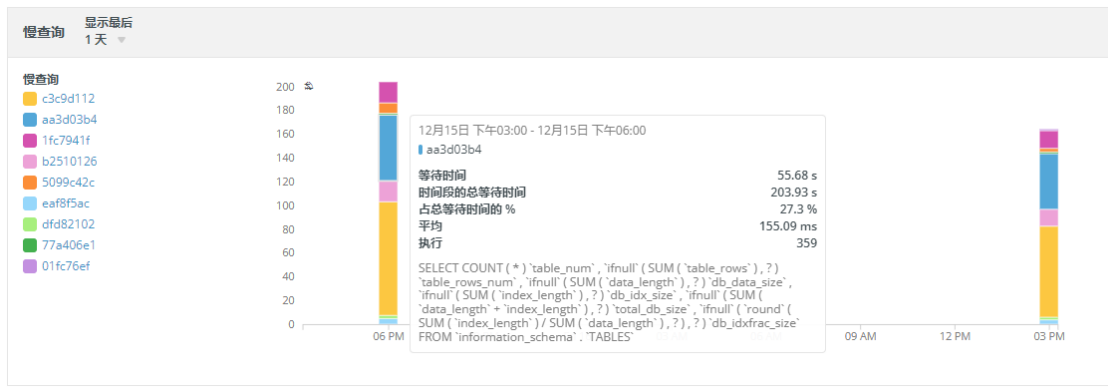 慢查询
显示最后
1 天
慢查询
c3c9d112
aa3d03b4
1fc7941f
b2510126
5099c42c
eaf8f5ac
dfd82102
77a406e1
01fc76ef
200
180
160
140
120
100
80
60
40
20
0
12月15日 下午03:00 - 12月15日 下午06:00
aa3d03b4
等待时间 55.68 s
时间段的总等待时间 203.93 s
占总等待时间的 % 27.3 %
平均 155.09 ms
执行 359
SELECT COUNT ( * ) `table_num` , `ifnull` ( SUM ( `table_rows` ) , ? )
`table_rows_num` , `ifnull` ( SUM ( `data_length` ) , ? ) `db_data_size` ,
`ifnull` ( SUM ( `index_length` ) , ? ) `db_idx_size` , `ifnull` ( SUM (
`data_length` + `index_length` ) , ? ) `total_db_size` , `ifnull` ( `round` (
SUM ( `index_length` ) / SUM ( `data_length` ) , ? ) , ? ) `db_idxfrac_size`
FROM `information_schema` . `TABLES`
06 PM
09 AM
12 PM
03 PM